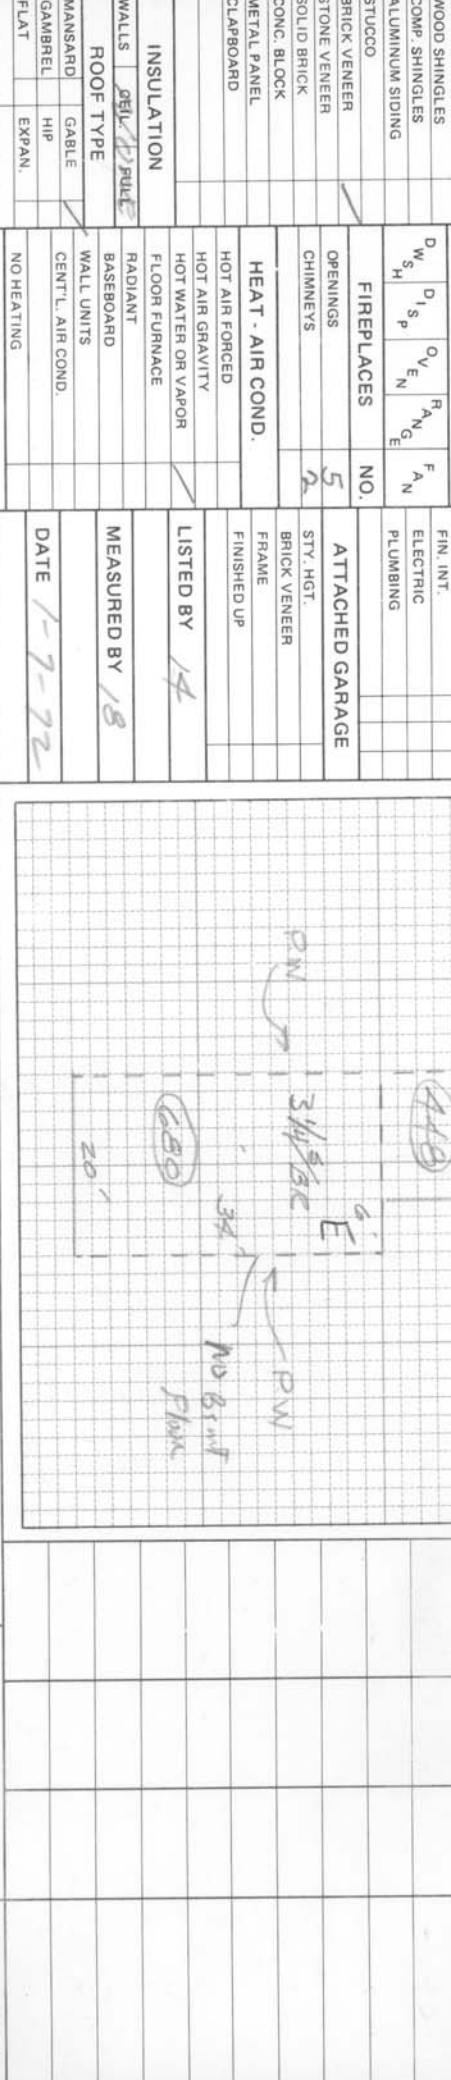 WOOD SHINGLES
COMP. SHINGLES
ALUMINUM SIDING
STUCCO
BRICK VENEER
STONE VENEER
SOLID BRICK
CONC. BLOCK
METAL PANEL
CLAPBOARD
INSULATION
WALLS CEIL. FULL
ROOF TYPE
MANSARD GABLE
GAMBREL HIP
FLAT EXPAN.
DWSH DISP OVEN RANGE FAN
FIREPLACES NO.
OPENINGS 5
CHIMNEYS 2
HEAT - AIR COND.
HOT AIR FORCED
HOT AIR GRAVITY
HOT WATER OR VAPOR
FLOOR FURNACE
RADIANT
BASEBOARD
WALL UNITS
CENT'L. AIR COND.
NO HEATING
FIN. INT.
ELECTRIC
PLUMBING
ATTACHED GARAGE
STY. HGT.
BRICK VENEER
FRAME
FINISHED UP
LISTED BY 14
MEASURED BY 18
DATE 1-7-72
448
6'
E
P.W
34'
P.W
680
No Bsmt
20'